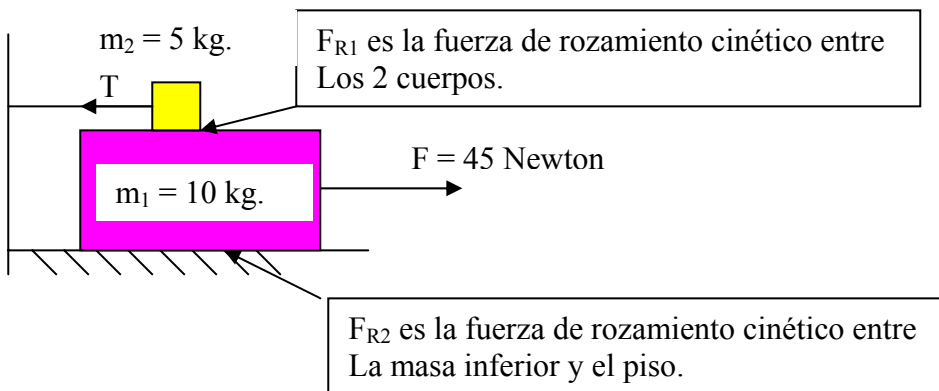 m₂ = 5 kg.
F_R1 es la fuerza de rozamiento cinético entre
Los 2 cuerpos.
T
F = 45 Newton
m₁ = 10 kg.
F_R2 es la fuerza de rozamiento cinético entre
La masa inferior y el piso.